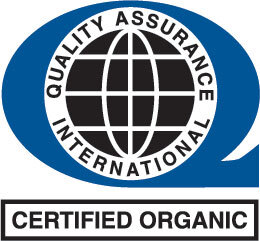 QUALITY ASSURANCE
INTERNATIONAL
CERTIFIED ORGANIC